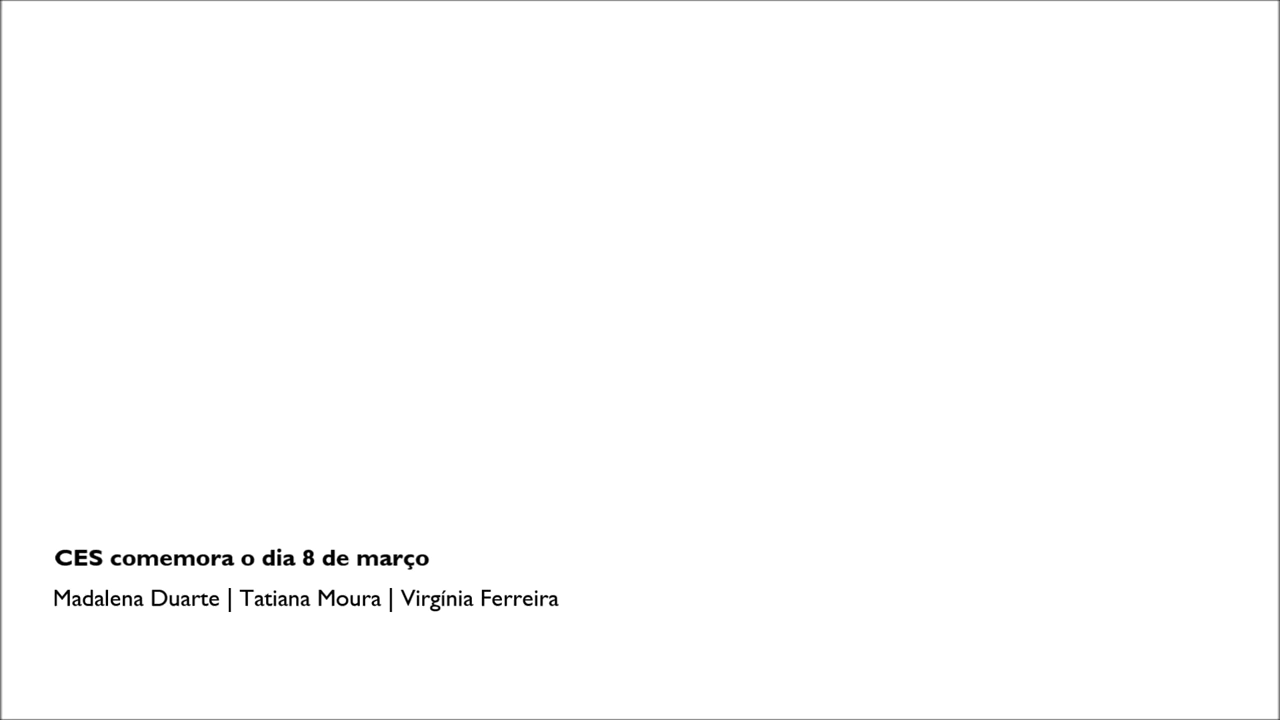 CES comemora o dia 8 de março
Madalena Duarte | Tatiana Moura | Virgínia Ferreira